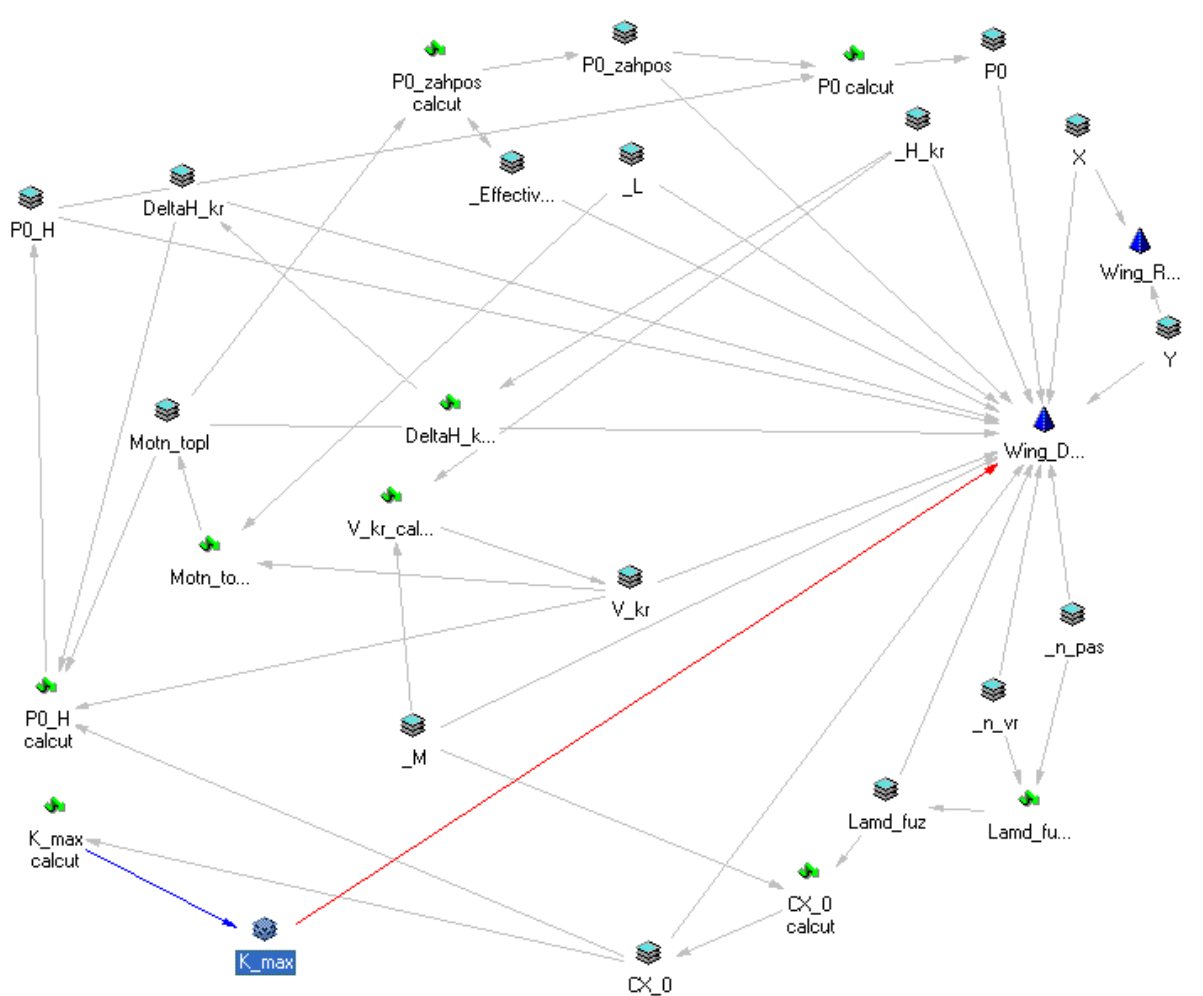 P0_zahpos
calcut
P0_zahpos
P0 calcut
P0
_H_kr
X
_Effectiv...
_L
DeltaH_kr
P0_H
Wing_R...
Y
Motn_topl
DeltaH_k...
Wing_D...
V_kr_cal...
Motn_to...
V_kr
_n_pas
P0_H
calcut
_n_vr
_M
Lamd_fuz
Lamd_fu...
K_max
calcut
CX_0
calcut
K_max
CX_0